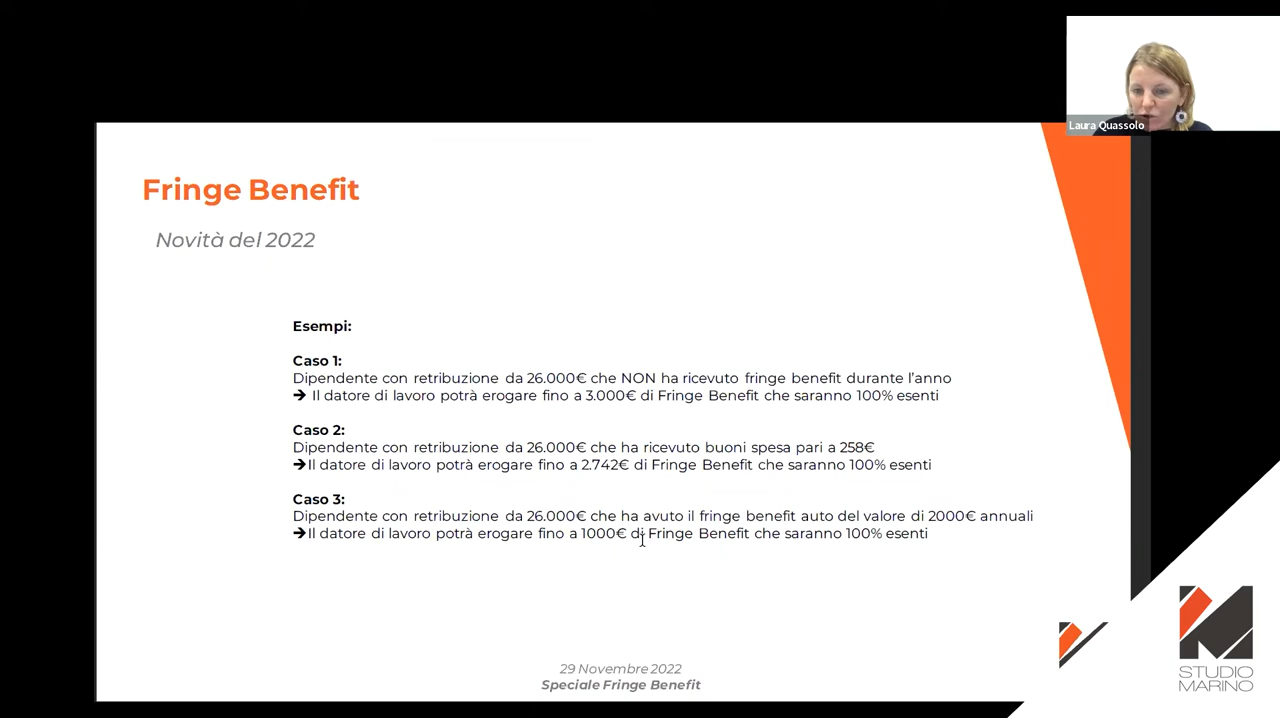 Laura Quassolo
Fringe Benefit
Novità del 2022
Esempi:
Caso 1:
Dipendente con retribuzione da 26.000€ che NON ha ricevuto fringe benefit durante l'anno
➔ Il datore di lavoro potrà erogare fino a 3.000€ di Fringe Benefit che saranno 100% esenti
Caso 2:
Dipendente con retribuzione da 26.000€ che ha ricevuto buoni spesa pari a 258€
➔Il datore di lavoro potrà erogare fino a 2.742€ di Fringe Benefit che saranno 100% esenti
Caso 3:
Dipendente con retribuzione da 26.000€ che ha avuto il fringe benefit auto del valore di 2000€ annuali
➔Il datore di lavoro potrà erogare fino a 1000€ di Fringe Benefit che saranno 100% esenti
29 Novembre 2022
Speciale Fringe Benefit
STUDIO
MARINO